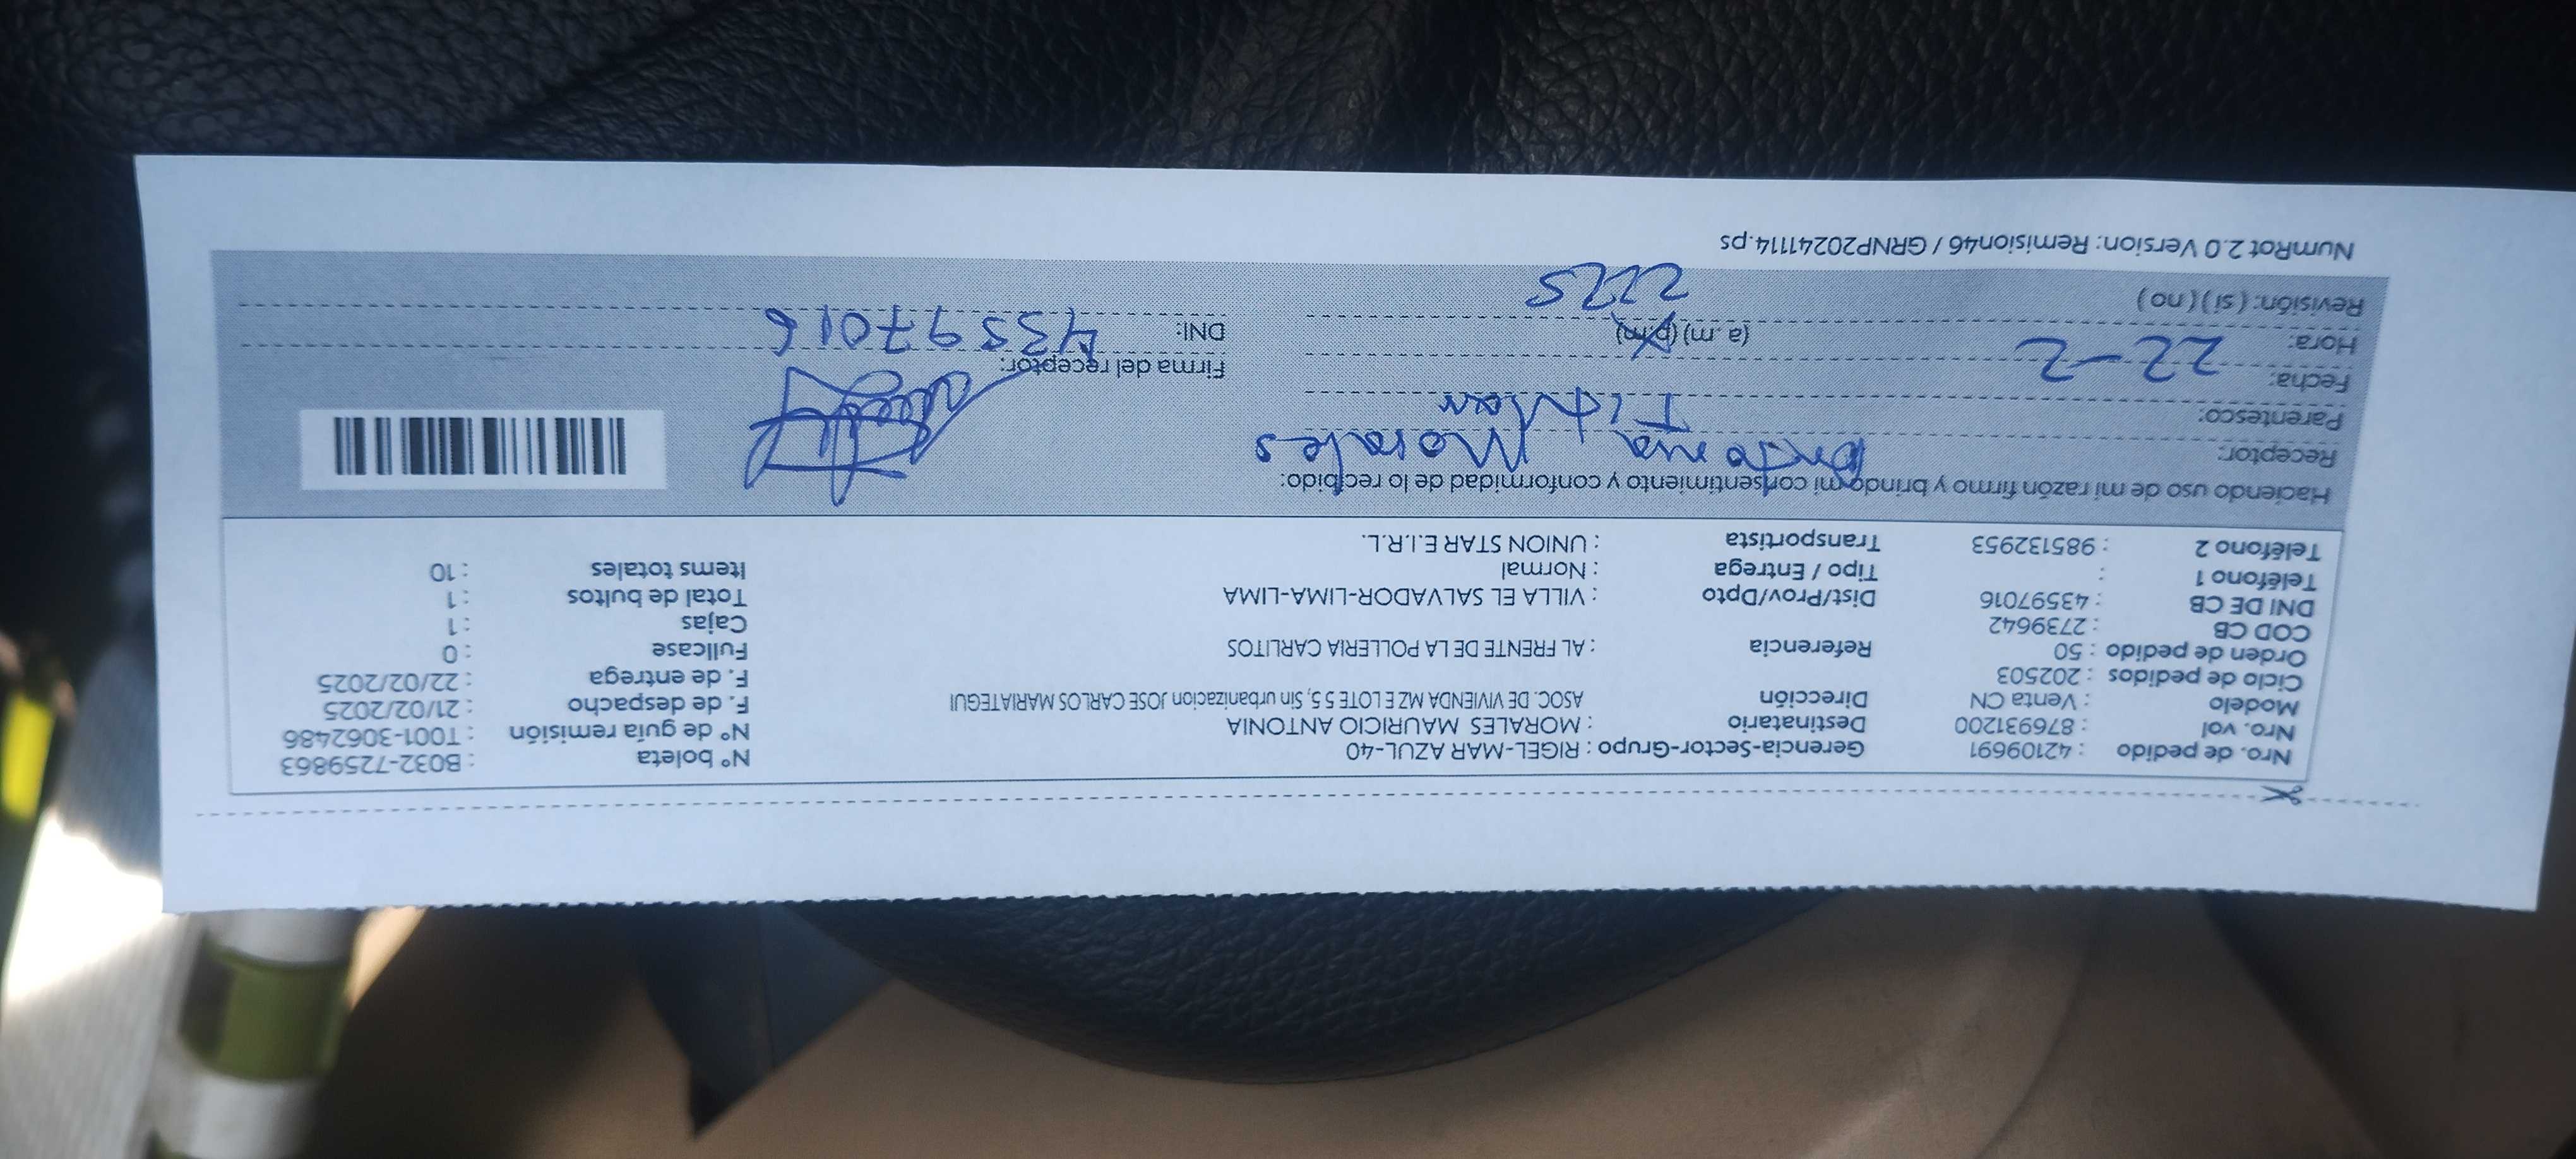 Nro. de pedido : 42109691 Gerencia-Sector-Grupo : RIGEL-MAR AZUL-40 N° boleta : B032-7259863
Nro. vol : 876931200 Destinatario : MORALES MAURICIO ANTONIA N° de guía remisión : T001-3062486
Modelo : Venta CN Dirección ASOC. DE VIVIENDA MZ E LOTE 5 5, Sin urbanizacion JOSE CARLOS MARIATEGUI F. de despacho : 21/02/2025
Ciclo de pedidos : 202503 F. de entrega : 22/02/2025
Orden de pedido : 50 Referencia : AL FRENTE DE LA POLLERIA CARLITOS Fullcase : 0
COD CB : 2739642 Cajas : 1
DNI DE CB : 43597016 Dist/Prov/Dpto : VILLA EL SALVADOR-LIMA-LIMA Total de bultos : 1
Teléfono 1 : Tipo / Entrega : Normal Items totales : 10
Teléfono 2 : 985132953 Transportista : UNION STAR E.I.R.L.
Haciendo uso de mi razón firmo y brindo mi consentimiento y conformidad de lo recibido:
Receptor: Antonia Morales
Parentesco: Titular
Fecha: 22-2 Firma del receptor:
Hora: (a. m) (p.m) DNI: 43597016
Revisión: ( si ) ( no )
NumRot 2.0 Version: Remision46 / GRNP20241114.ps